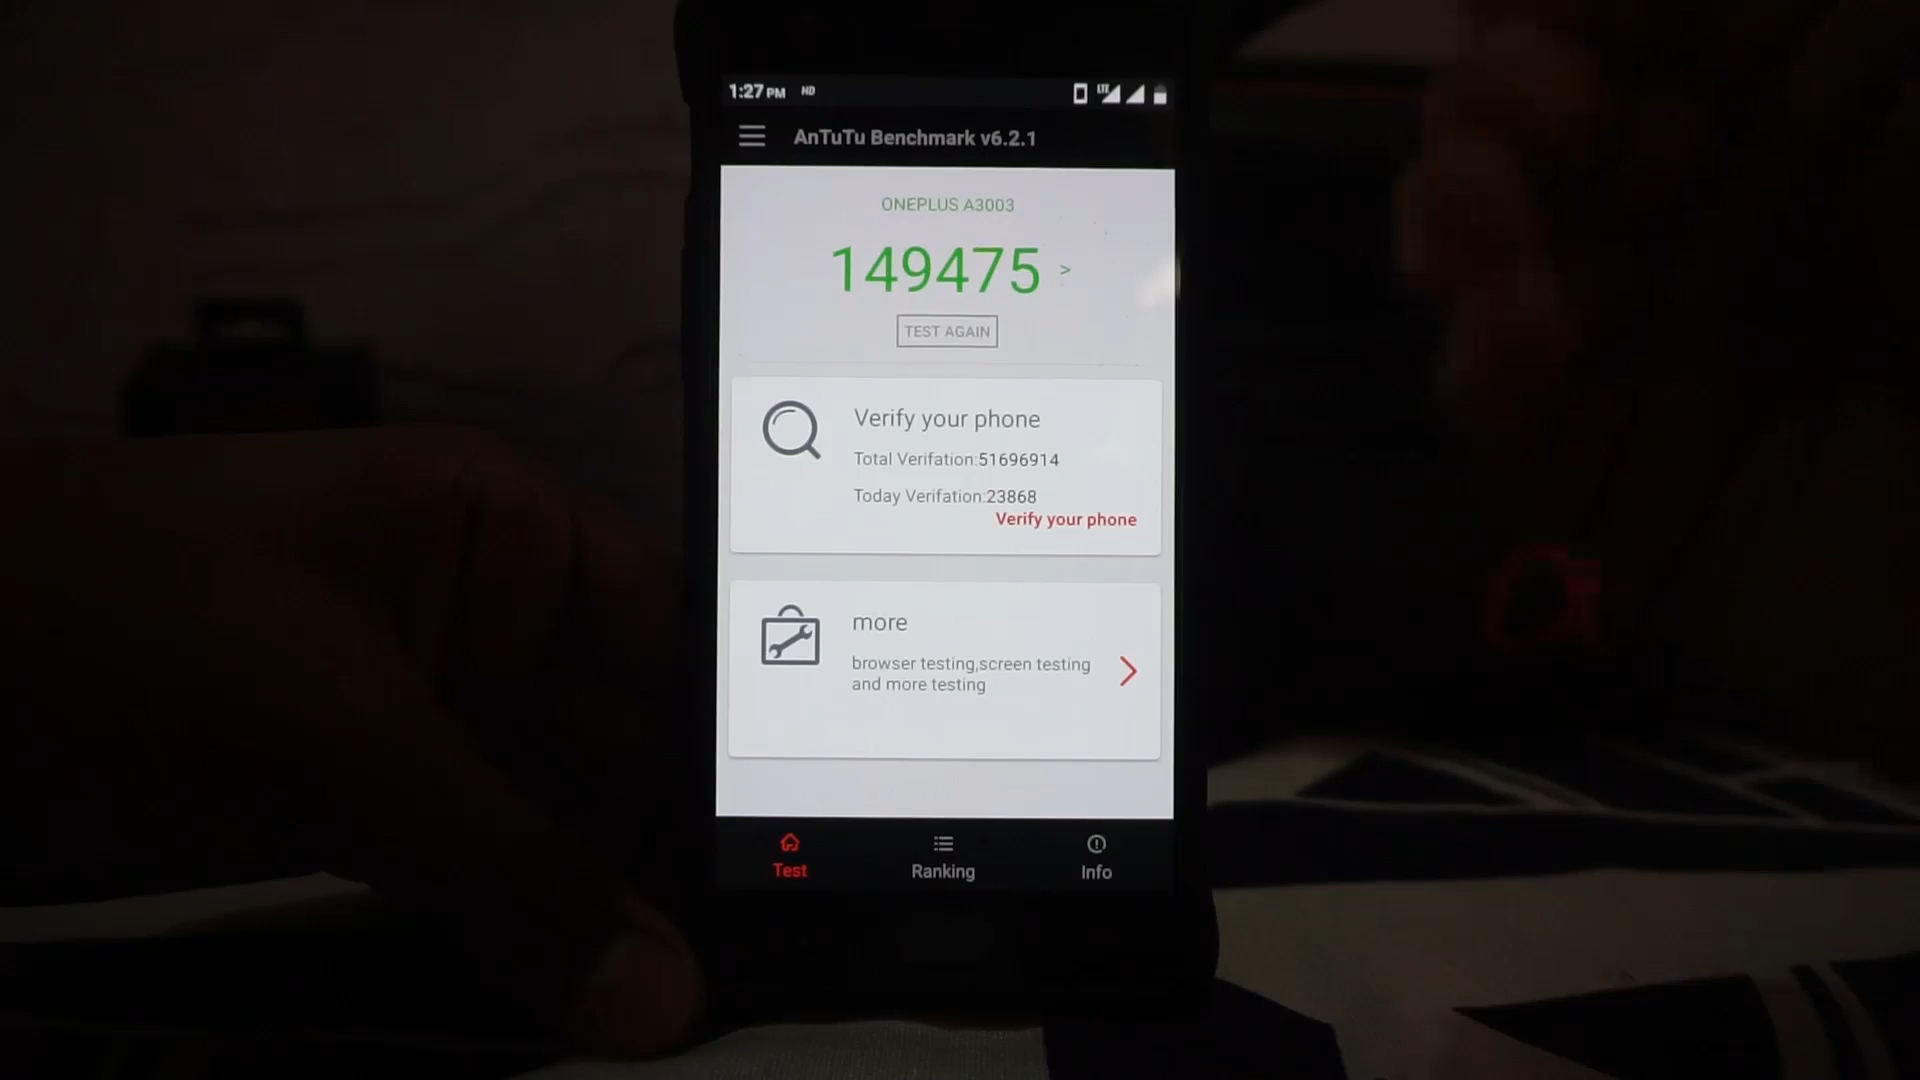 1:27 PM HD LTE
AnTuTu Benchmark v6.2.1
ONEPLUS A3003
149475 >
TEST AGAIN
Verify your phone
Total Verifation:51696914
Today Verifation:23868
Verify your phone
more
browser testing,screen testing
and more testing
Test Ranking Info